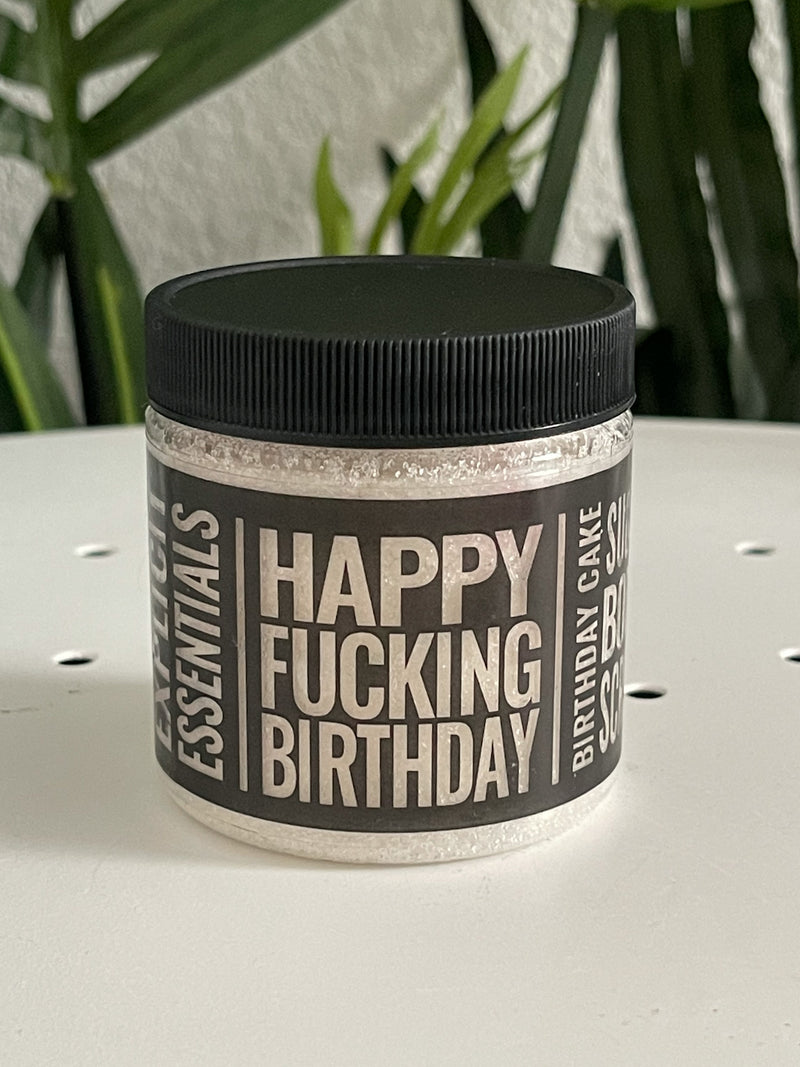 EXPLICIT
ESSENTIALS
HAPPY
FUCKING
BIRTHDAY
BIRTHDAY CAKE